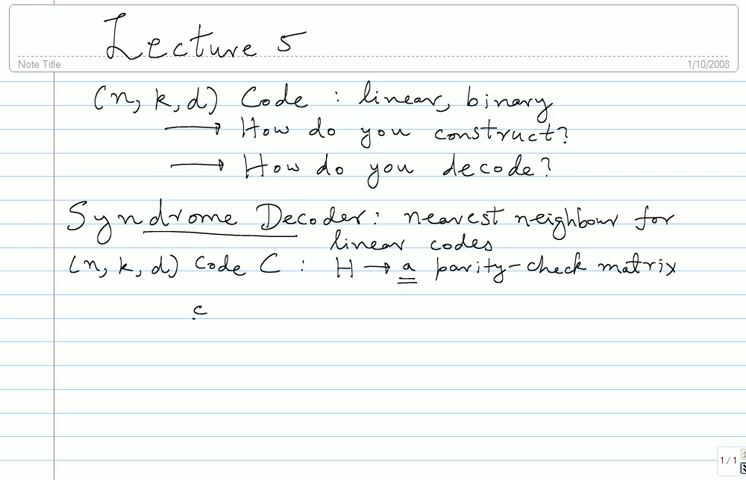 Lecture 5
Note Title
1/10/2008
(n, k, d) Code : linear, binary
→ How do you construct?
→ How do you decode?
Syndrome Decoder: nearest neighbour for
linear codes
(n, k, d) code C : H → a parity-check matrix
c
1/1